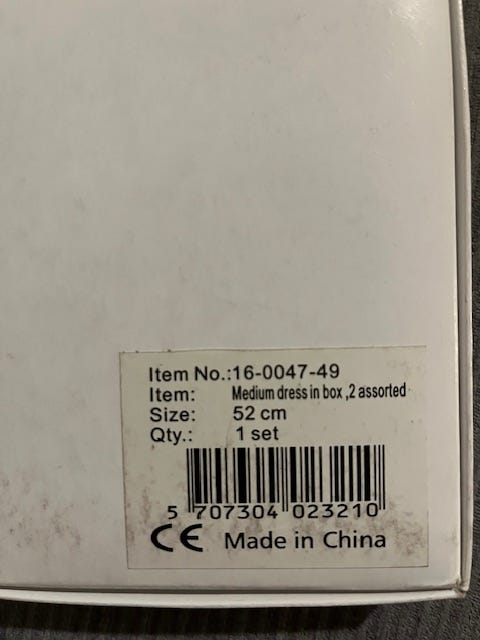 Item No.:16-0047-49
Item: Medium dress in box ,2 assorted
Size: 52 cm
Qty.: 1 set
5 707304 023210
CE Made in China